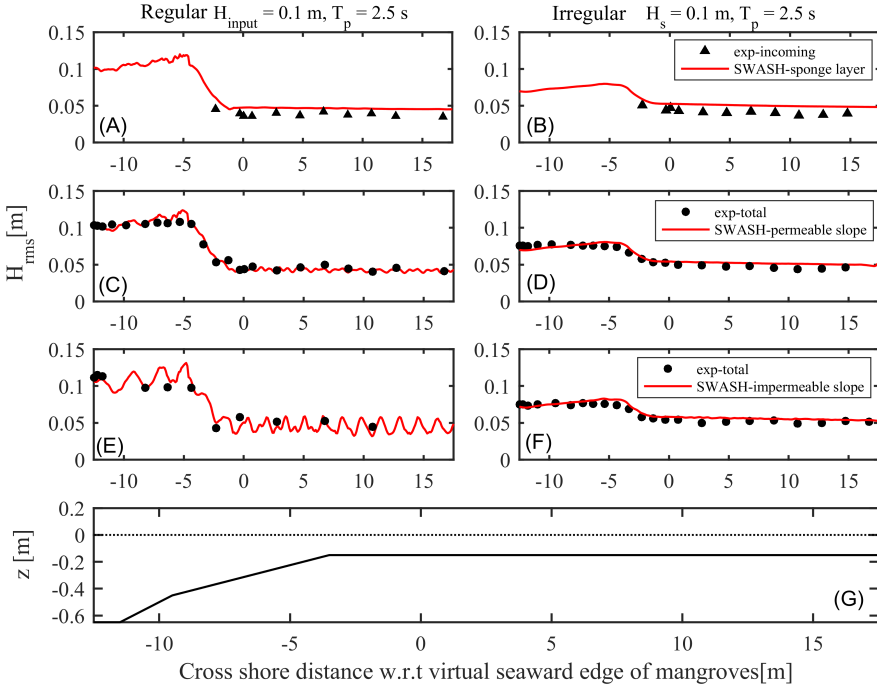 Regular H_input = 0.1 m, T_p = 2.5 s
Irregular H_s = 0.1 m, T_p = 2.5 s
0.15
0.1
0.05
0
(A)
-10 -5 0 5 10 15
0.15
0.1
0.05
0
exp-incoming
SWASH-sponge layer
(B)
-10 -5 0 5 10 15
H_rms[m]
0.15
0.1
0.05
0
(C)
-10 -5 0 5 10 15
0.15
0.1
0.05
0
exp-total
SWASH-permeable slope
(D)
-10 -5 0 5 10 15
0.15
0.1
0.05
0
(E)
-10 -5 0 5 10 15
0.15
0.1
0.05
0
exp-total
SWASH-impermeable slope
(F)
-10 -5 0 5 10 15
z [m]
0.2
0
-0.2
-0.4
-0.6
(G)
-10 -5 0 5 10 15
Cross shore distance w.r.t virtual seaward edge of mangroves[m]